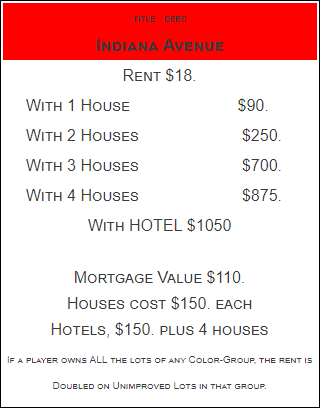 TITLE DEED
INDIANA AVENUE
RENT $18.
WITH 1 HOUSE $90.
WITH 2 HOUSES $250.
WITH 3 HOUSES $700.
WITH 4 HOUSES $875.
WITH HOTEL $1050
MORTGAGE VALUE $110.
HOUSES COST $150. EACH
HOTELS, $150. PLUS 4 HOUSES
IF A PLAYER OWNS ALL THE LOTS OF ANY COLOR-GROUP, THE RENT IS
DOUBLED ON UNIMPROVED LOTS IN THAT GROUP.